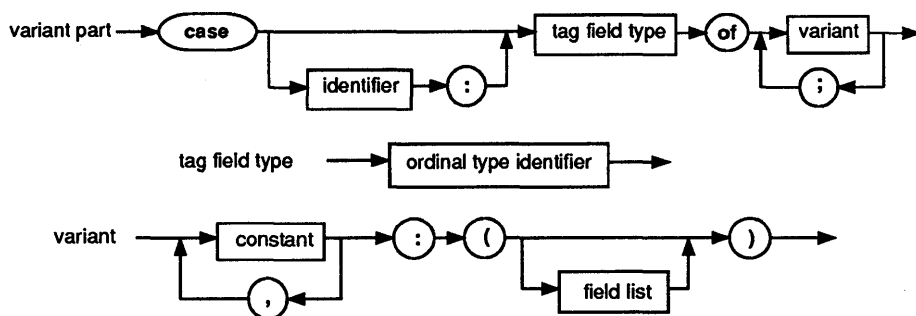 variant part case tag field type of variant
identifier : ;
tag field type ordinal type identifier
variant constant : ( )
, field list